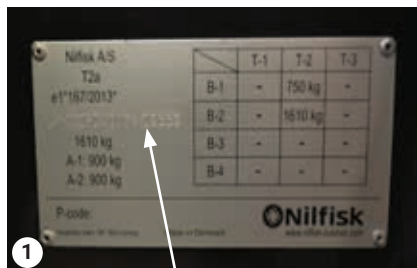 Nilfisk A/S
T2a
e1*167/2013*
1610 kg
A-1: 900 kg
A-2: 900 kg
T-1 T-2 T-3
B-1 - 750 kg -
B-2 - 1610 kg -
B-3 - - -
B-4 - - -
P-code:
Nilfisk
1